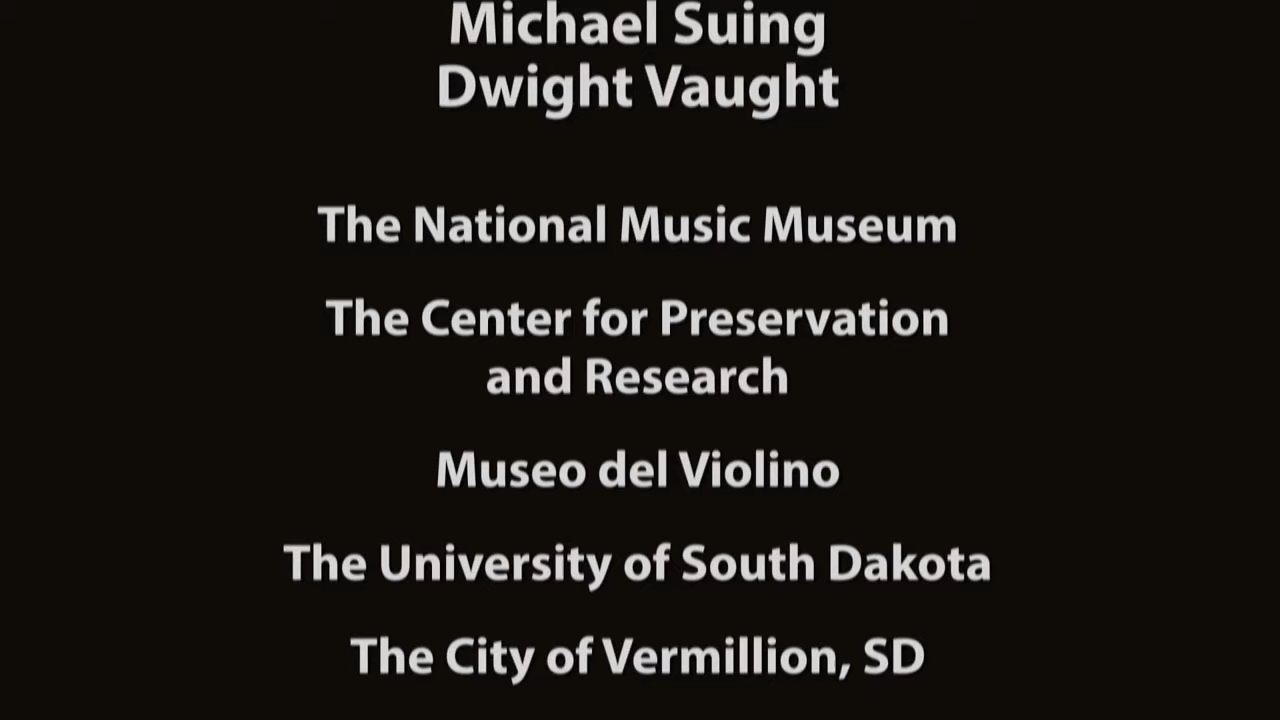 Michael Suing
Dwight Vaught
The National Music Museum
The Center for Preservation
and Research
Museo del Violino
The University of South Dakota
The City of Vermillion, SD